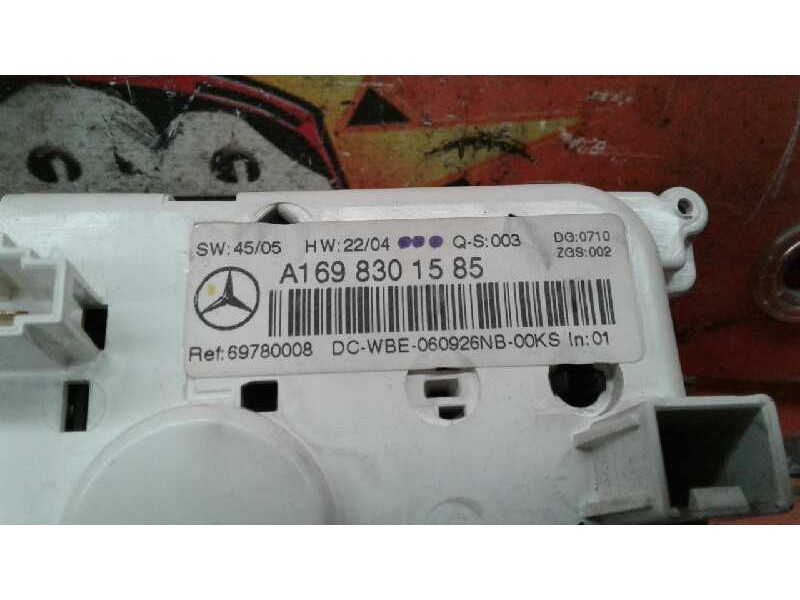 SW: 45/05 HW: 22/04 Q-S: 003 DG:0710
ZGS:002
A169 830 15 85
Ref: 69780008 DC-WBE-060926NB-00KS In: 01